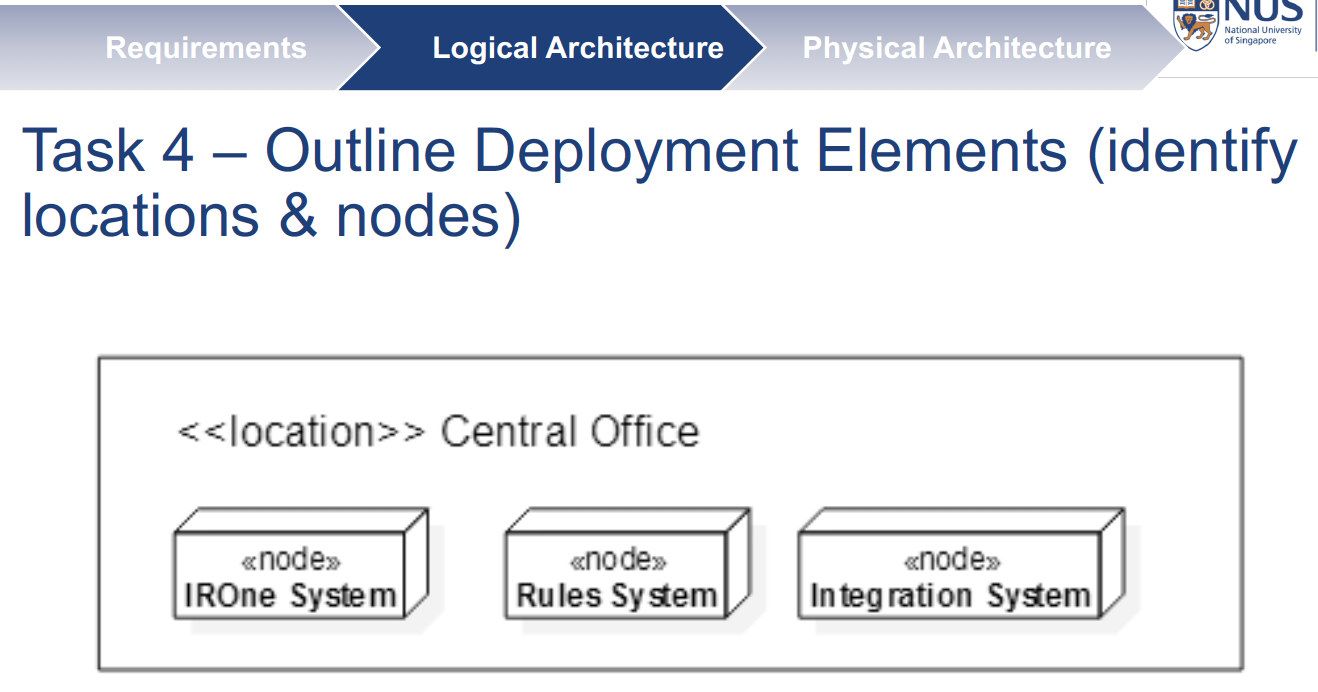 Requirements
Logical Architecture
Physical Architecture
NUS
National University
of Singapore
Task 4 – Outline Deployment Elements (identify
locations & nodes)
<<location>> Central Office
«node»
IROne System
«node»
Rules System
«node»
Integration System